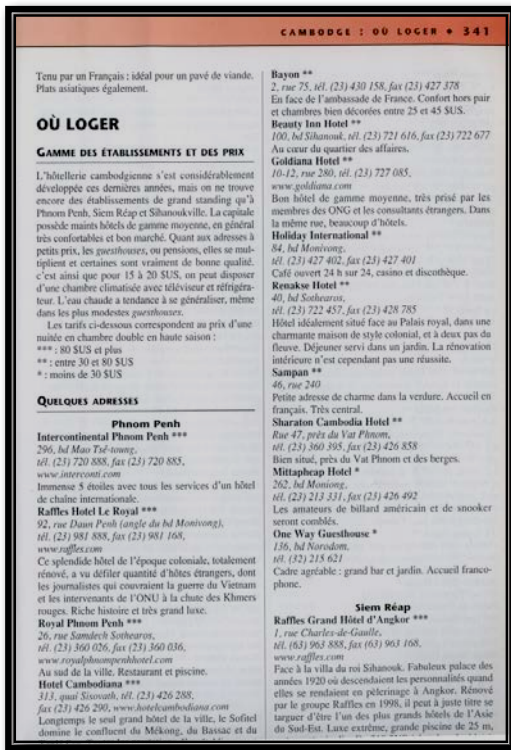 CAMBODGE : OÙ LOGER • 341
Tenu par un Français : idéal pour un pavé de viande.
Plats asiatiques également.
OÙ LOGER
GAMME DES ÉTABLISSEMENTS ET DES PRIX
L'hôtellerie cambodgienne s'est considérablement
développée ces dernières années, mais on ne trouve
encore des établissements de grand standing qu'à
Phnom Penh, Siem Réap et Sihanoukville. La capitale
possède maints hôtels de gamme moyenne, en général
très confortables et bon marché. Quant aux adresses à
petits prix, les guesthouses, ou pensions, elles se mul-
tiplient et certaines sont vraiment de bonne qualité.
c'est ainsi que pour 15 à 20 $US, on peut disposer
d'une chambre climatisée avec téléviseur et réfrigéra-
teur. L'eau chaude a tendance à se généraliser, même
dans les plus modestes guesthouses.
Les tarifs ci-dessous correspondent au prix d'une
nuitée en chambre double en haute saison :
*** : 80 $US et plus
** : entre 30 et 80 $US
* : moins de 30 $US
QUELQUES ADRESSES
Phnom Penh
Intercontinental Phnom Penh ***
296, bd Mao Tsé-toung,
tél. (23) 720 888, fax (23) 720 885,
www.interconti.com
Immense 5 étoiles avec tous les services d'un hôtel
de chaîne internationale.
Raffles Hotel Le Royal ***
92, rue Daun Penh (angle du bd Monivong),
tél. (23) 981 888, fax (23) 981 168,
www.raffles.com
Ce splendide hôtel de l'époque coloniale, totalement
rénové, a vu défiler quantité d'hôtes étrangers, dont
les journalistes qui couvraient la guerre du Vietnam
et les intervenants de l'ONU à la chute des Khmers
rouges. Riche histoire et très grand luxe.
Royal Phnom Penh ***
26, rue Samdech Sothearos,
tél. (23) 360 026, fax (23) 360 036,
www.royalphnompenhhotel.com
Au sud de la ville. Restaurant et piscine.
Hotel Cambodiana ***
313, quai Sisovath, tél. (23) 426 288,
fax (23) 426 290, www.hotelcambodiana.com
Longtemps le seul grand hôtel de la ville, le Sofitel
domine le confluent du Mékong, du Bassac et du
Bayon **
2, rue 75, tél. (23) 430 158, fax (23) 427 378
En face de l'ambassade de France. Confort hors pair
et chambres bien décorées entre 25 et 45 $US.
Beauty Inn Hotel **
100, bd Sihanouk, tél. (23) 721 616, fax (23) 722 677
Au cœur du quartier des affaires.
Goldiana Hotel **
10-12, rue 280, tél. (23) 727 085,
www.goldiana.com
Bon hôtel de gamme moyenne, très prisé par les
membres des ONG et les consultants étrangers. Dans
la même rue, beaucoup d'hôtels.
Holiday International **
84, bd Monivong,
tél. (23) 427 402, fax (23) 427 401
Café ouvert 24 h sur 24, casino et discothèque.
Renakse Hotel **
40, bd Sothearos,
tél. (23) 722 457, fax (23) 428 785
Hôtel idéalement situé face au Palais royal, dans une
charmante maison de style colonial, et à deux pas du
fleuve. Déjeuner servi dans un jardin. La rénovation
intérieure n'est cependant pas une réussite.
Sampan **
46, rue 240
Petite adresse de charme dans la verdure. Accueil en
français. Très central.
Sharaton Cambodia Hotel **
Rue 47, près du Vat Phnom,
tél. (23) 360 395, fax (23) 426 858
Bien situé, près du Vat Phnom et des berges.
Mittapheap Hotel *
262, bd Moniong,
tél. (23) 213 331, fax (23) 426 492
Les amateurs de billard américain et de snooker
seront comblés.
One Way Guesthouse *
136, bd Norodom,
tél. (32) 215 621
Cadre agréable : grand bar et jardin. Accueil franco-
phone.
Siem Réap
Raffles Grand Hôtel d'Angkor ***
1, rue Charles-de-Gaulle,
tél. (63) 963 888, fax (63) 963 168,
www.raffles.com
Face à la villa du roi Sihanouk. Fabuleux palace des
années 1920 où descendaient les personnalités quand
elles se rendaient en pèlerinage à Angkor. Rénové
par le groupe Raffles en 1998, il peut à juste titre se
targuer d'être l'un des plus grands hôtels de l'Asie
du Sud-Est. Luxe extrême, grande piscine de 25 m,